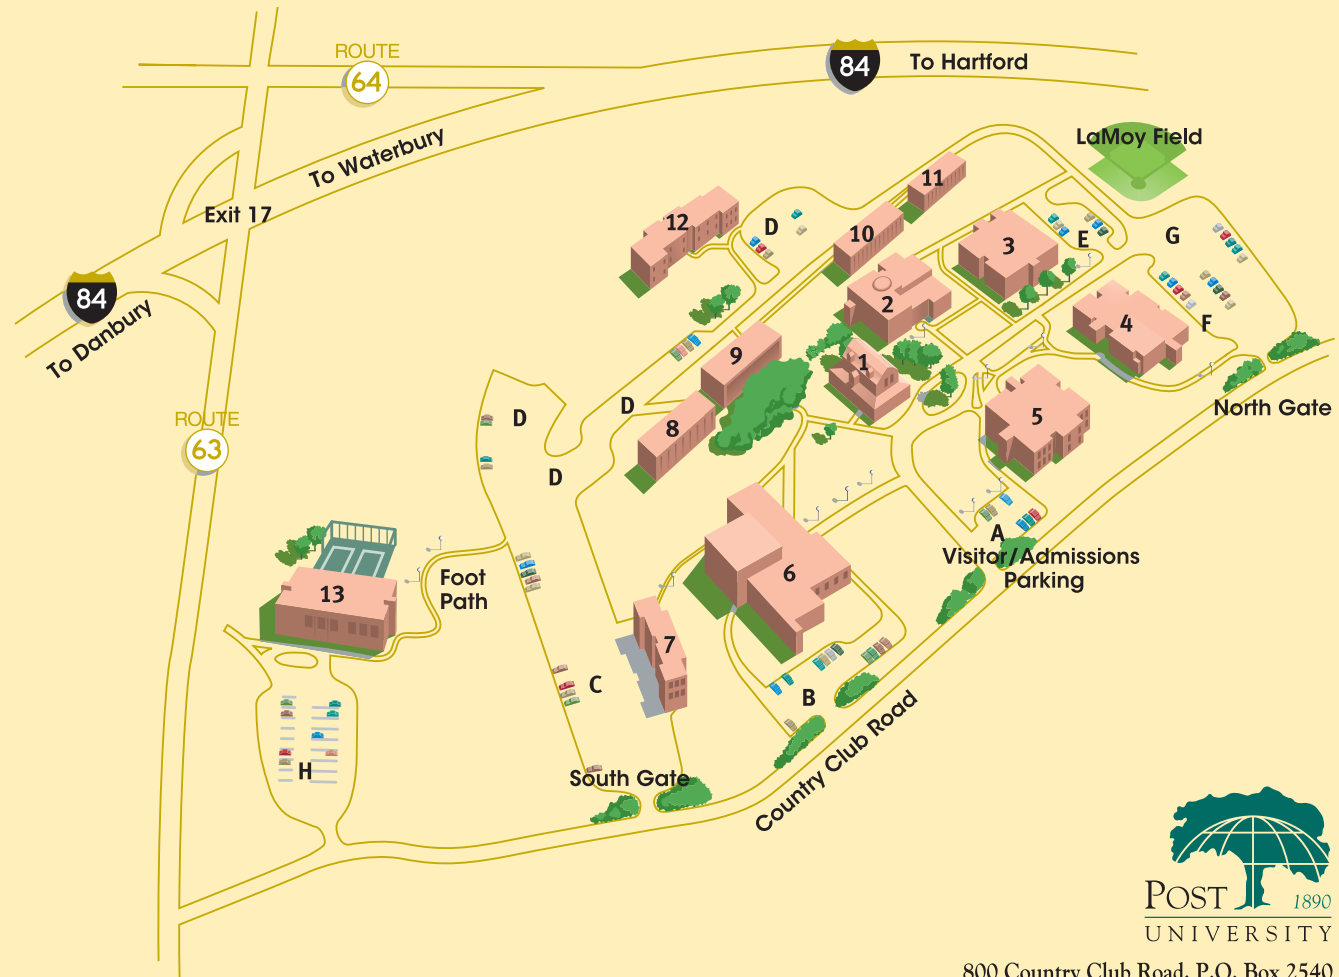 ROUTE
64
84
To Hartford
To Waterbury
LaMoy Field
Exit 17
11
12
D
10
3
E
G
84
To Danbury
2
4
F
9
1
ROUTE
63
D
D
8
5
North Gate
D
A
Visitor/Admissions
Parking
Foot
Path
13
6
7
C
B
H
South Gate
Country Club Road
POST
1890
UNIVERSITY
800 Country Club Road, P.O. Box 2540